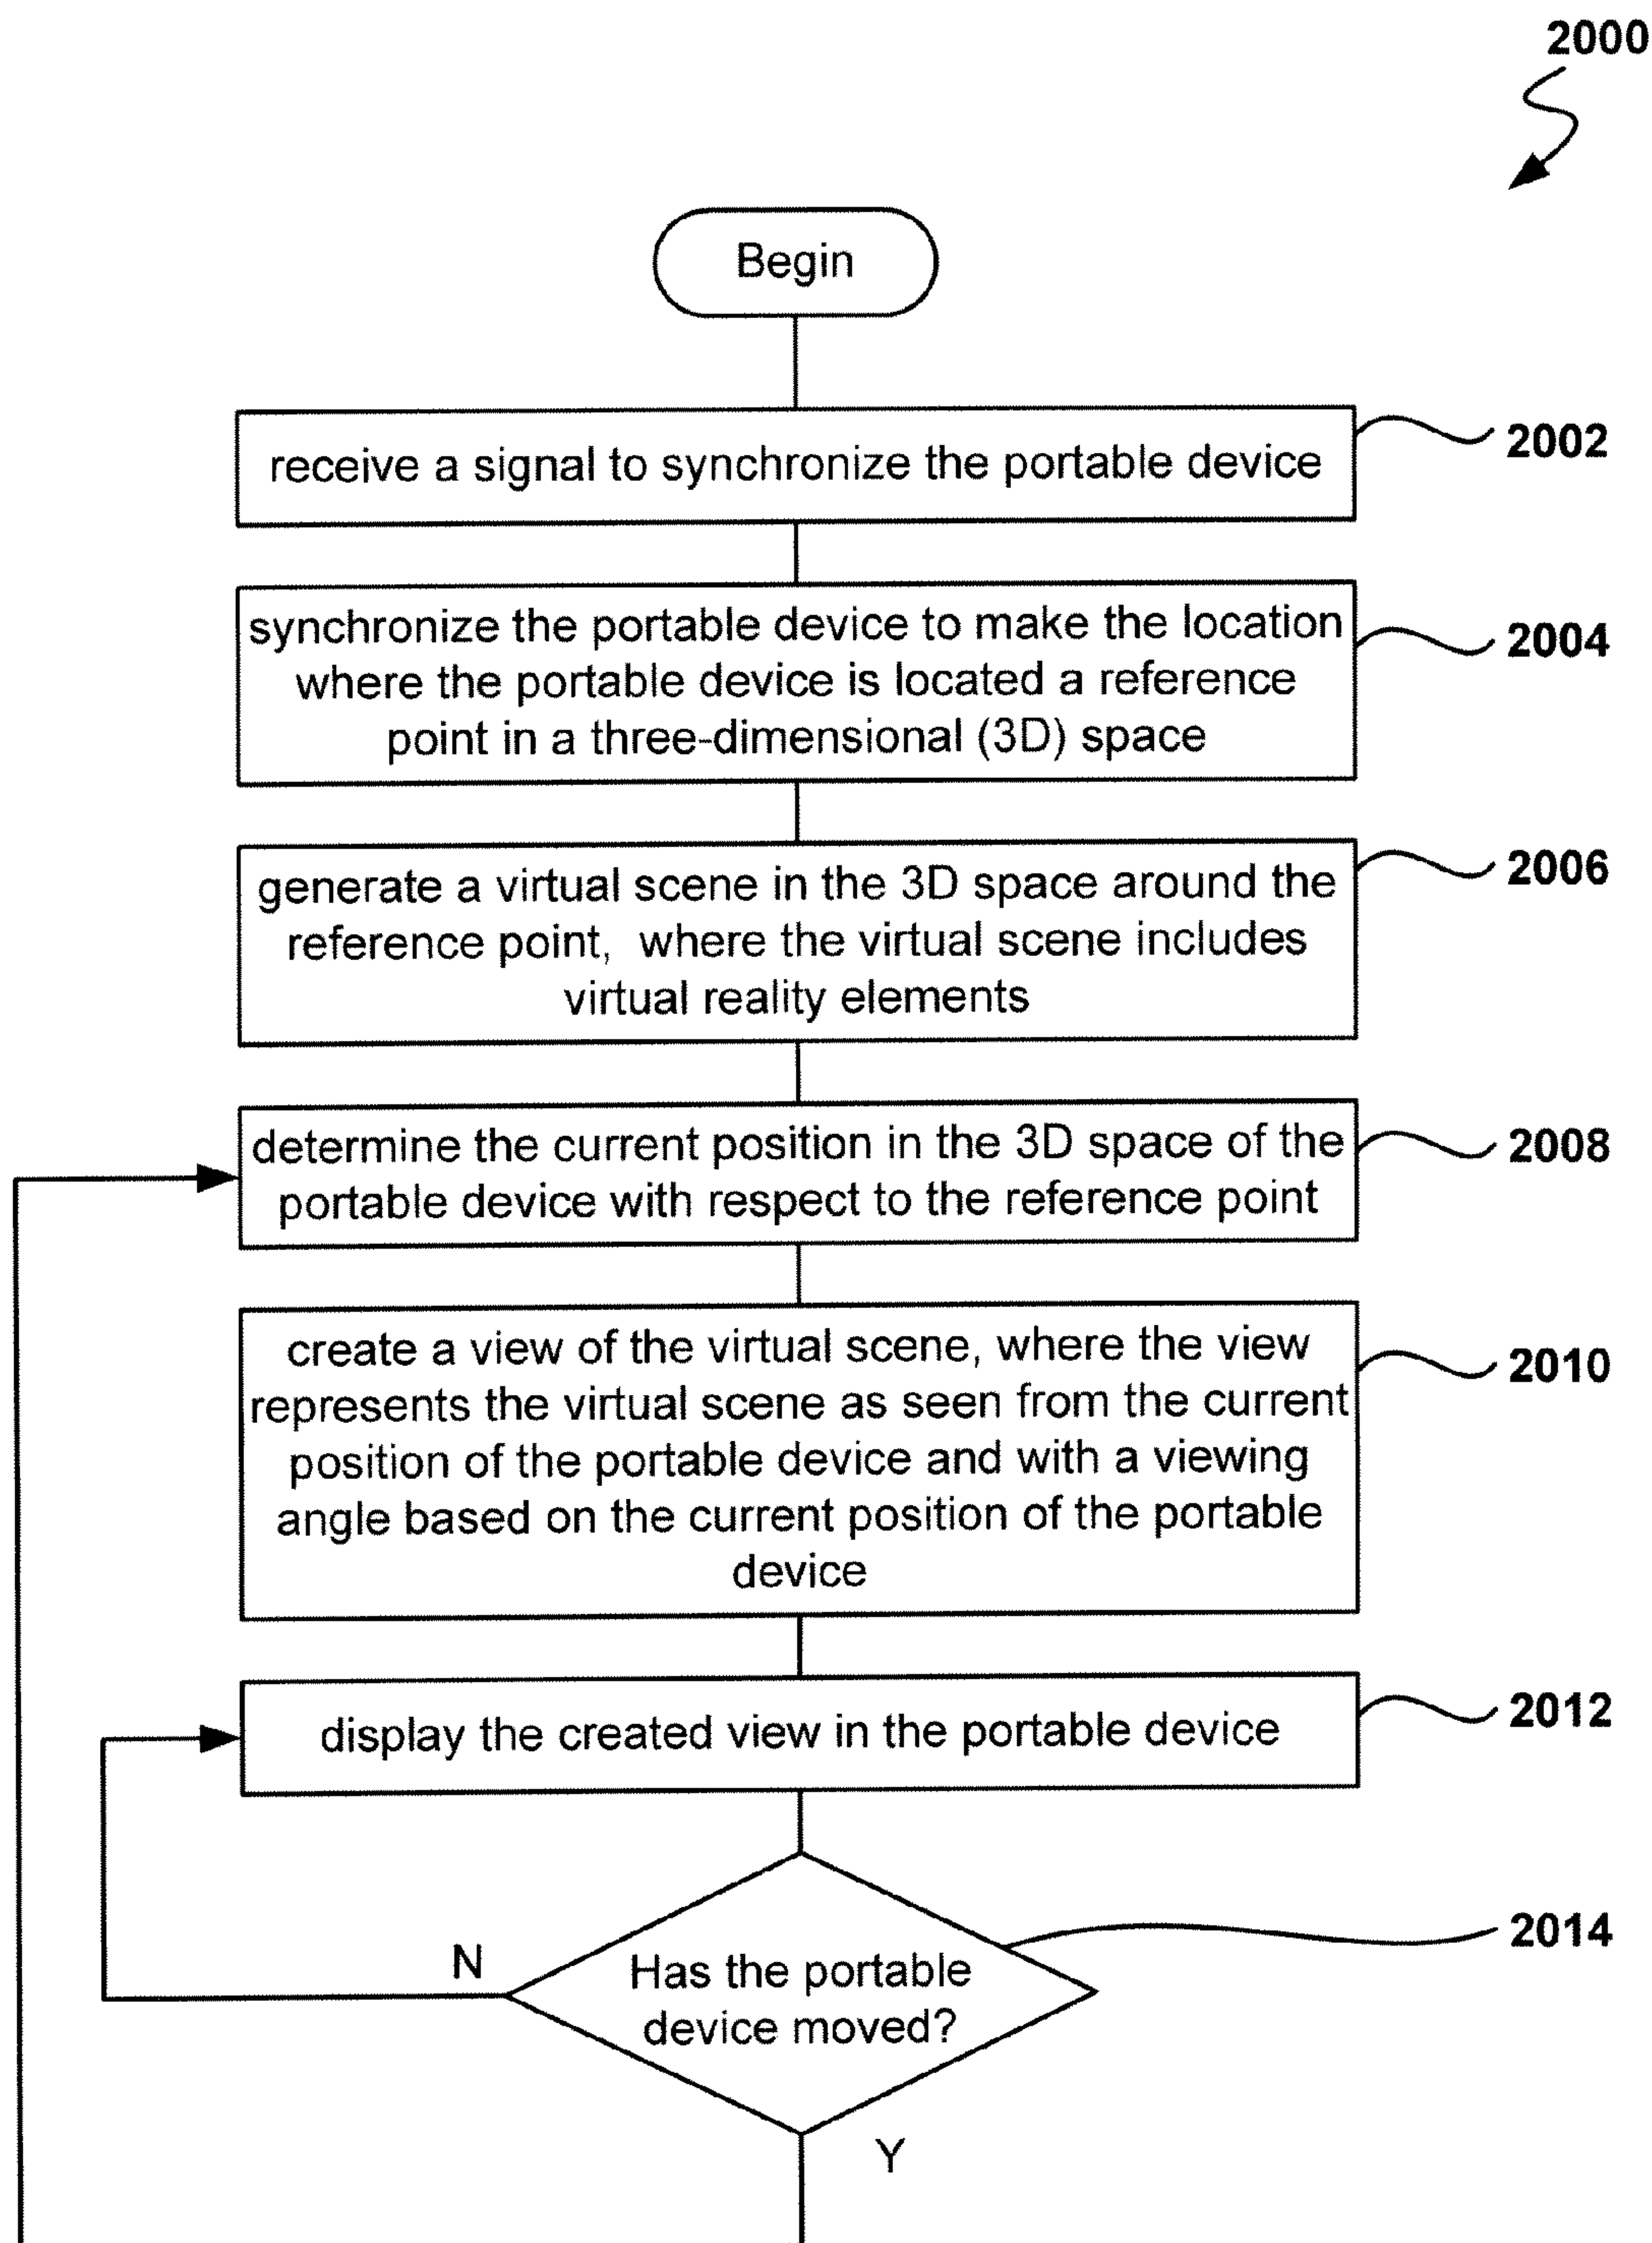 2000
Begin
receive a signal to synchronize the portable device
2002
synchronize the portable device to make the location
where the portable device is located a reference
point in a three-dimensional (3D) space
2004
generate a virtual scene in the 3D space around the
reference point, where the virtual scene includes
virtual reality elements
2006
determine the current position in the 3D space of the
portable device with respect to the reference point
2008
create a view of the virtual scene, where the view
represents the virtual scene as seen from the current
position of the portable device and with a viewing
angle based on the current position of the portable
device
2010
display the created view in the portable device
2012
Has the portable
device moved?
2014
N
Y